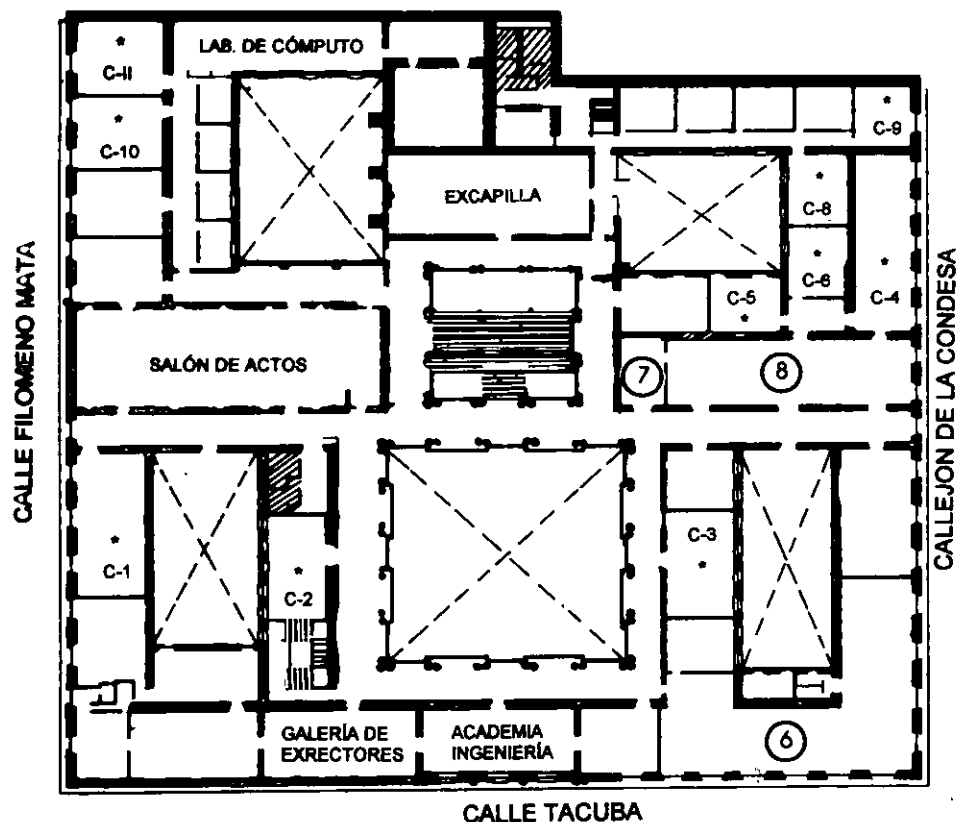 LAB. DE CÓMPUTO
*
C-11
*
C-10
*
C-9
EXCAPILLA
*
C-8
*
C-6
*
C-4
C-5
*
SALÓN DE ACTOS
7
8
CALLE FILOMENO MATA
CALLEJON DE LA CONDESA
*
C-1
*
C-2
C-3
*
GALERÍA DE
EXRECTORES
ACADEMIA
INGENIERÍA
6
CALLE TACUBA